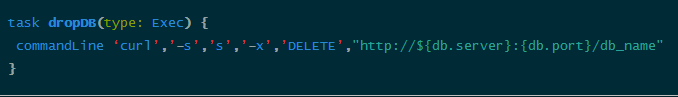 task dropDB(type: Exec) {
commandLine 'curl','-s','s','-x','DELETE',"http://${db.server}:{db.port}/db_name"
}